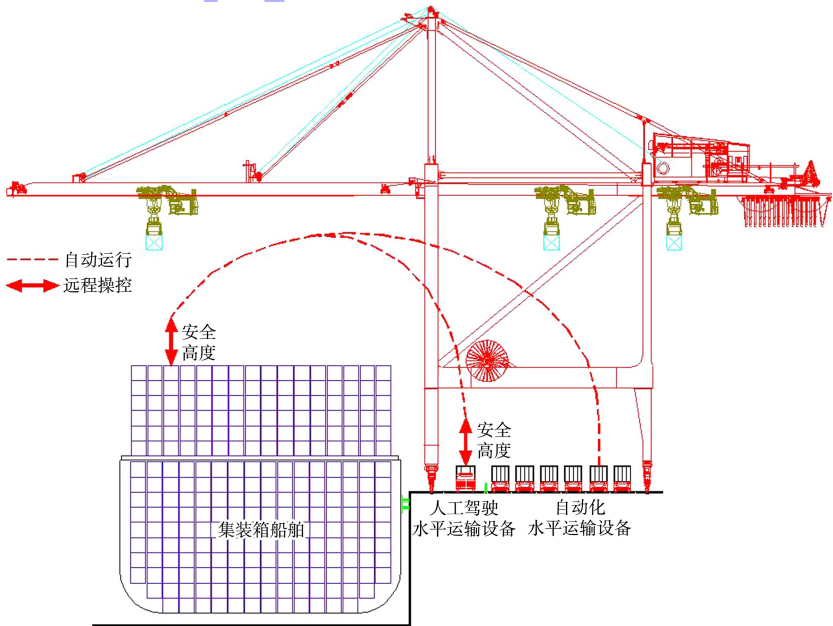 自动运行
远程操控
安全
高度
安全
高度
人工驾驶
水平运输设备
自动化
水平运输设备
集装箱船舶